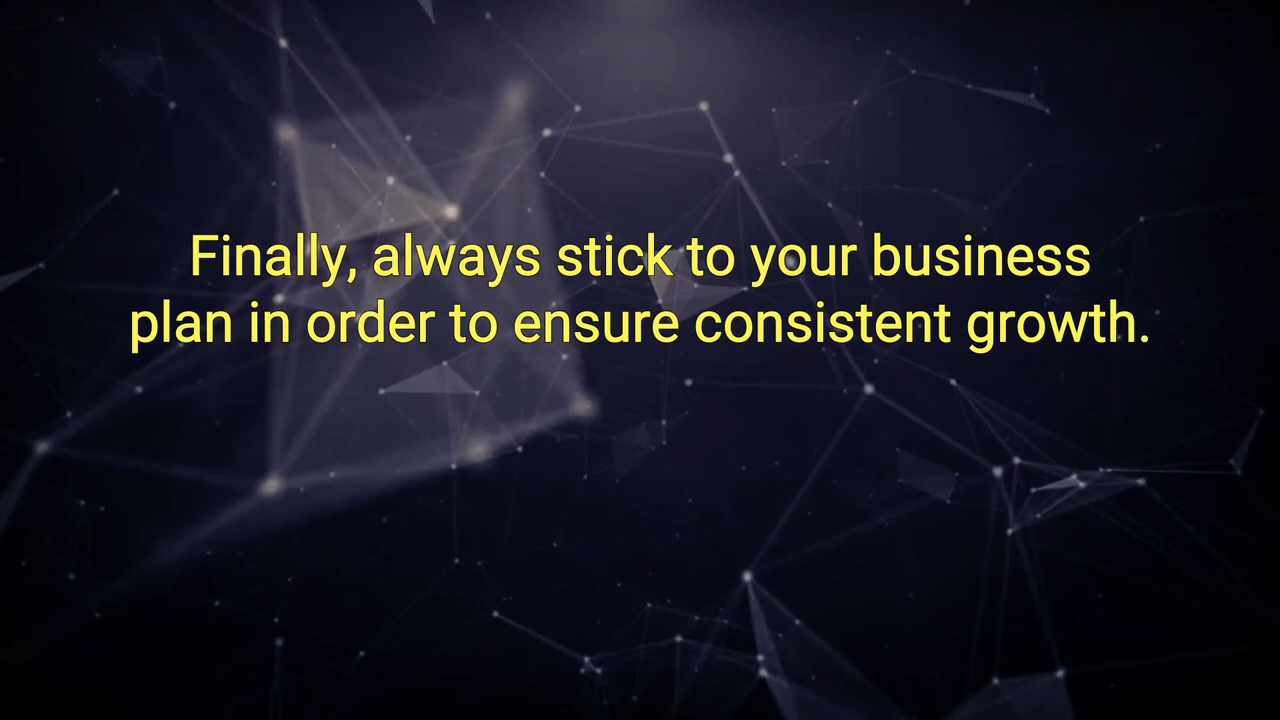 Finally, always stick to your business
plan in order to ensure consistent growth.